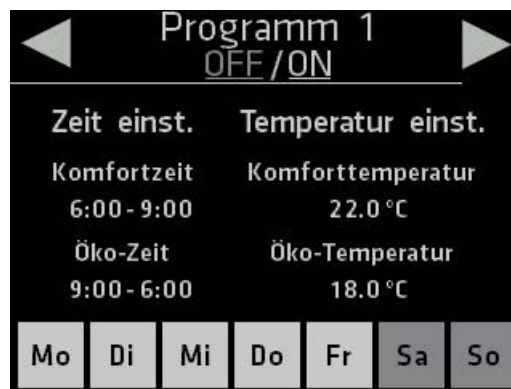 Programm 1
OFF/ON
Zeit einst. Temperatur einst.
Komfortzeit Komforttemperatur
6:00-9:00 22.0 °C
Öko-Zeit Öko-Temperatur
9:00-6:00 18.0 °C
Mo Di Mi Do Fr Sa So